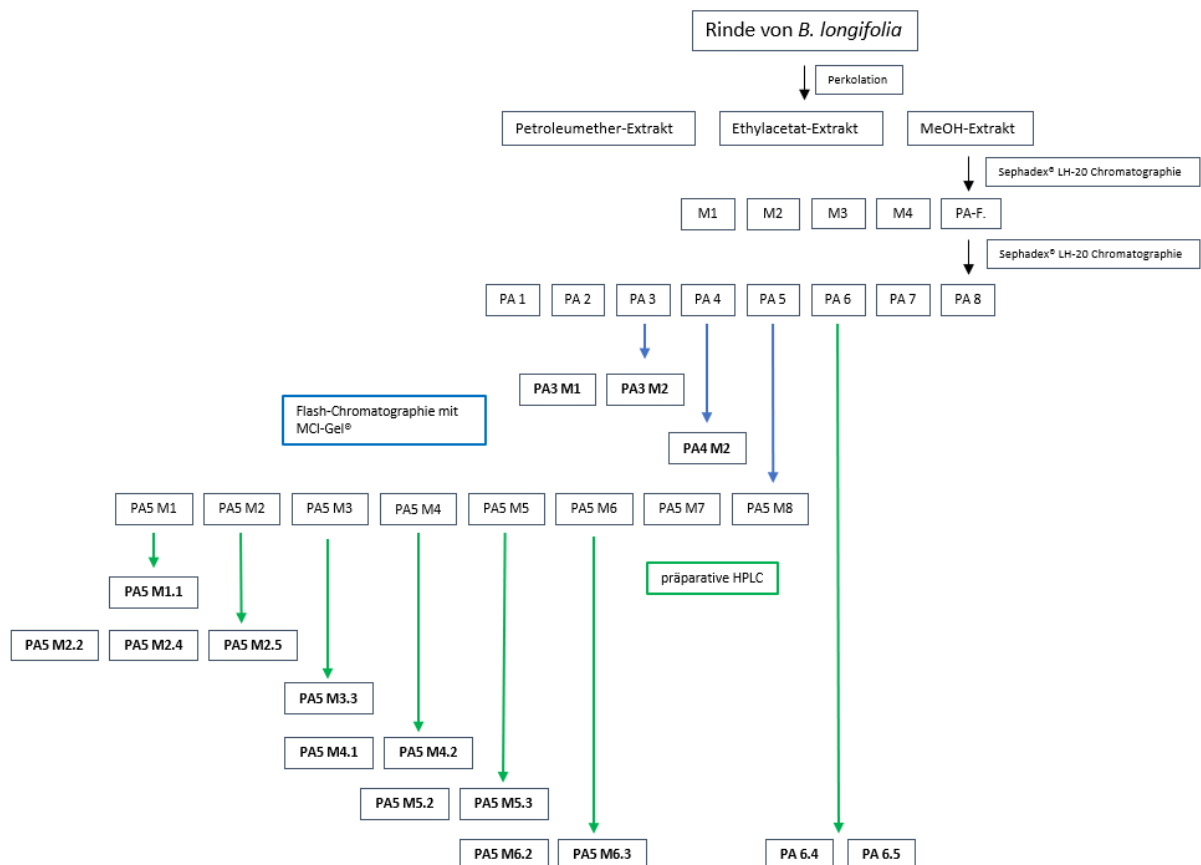 Rinde von B. longifolia
Perkolation
Petroleumether-Extrakt
Ethylacetat-Extrakt
MeOH-Extrakt
Sephadex® LH-20 Chromatographie
M1
M2
M3
M4
PA-F.
Sephadex® LH-20 Chromatographie
PA 1
PA 2
PA 3
PA 4
PA 5
PA 6
PA 7
PA 8
PA3 M1
PA3 M2
Flash-Chromatographie mit
MCI-Gel®
PA4 M2
PA5 M1
PA5 M2
PA5 M3
PA5 M4
PA5 M5
PA5 M6
PA5 M7
PA5 M8
präparative HPLC
PA5 M1.1
PA5 M2.2
PA5 M2.4
PA5 M2.5
PA5 M3.3
PA5 M4.1
PA5 M4.2
PA5 M5.2
PA5 M5.3
PA5 M6.2
PA5 M6.3
PA 6.4
PA 6.5